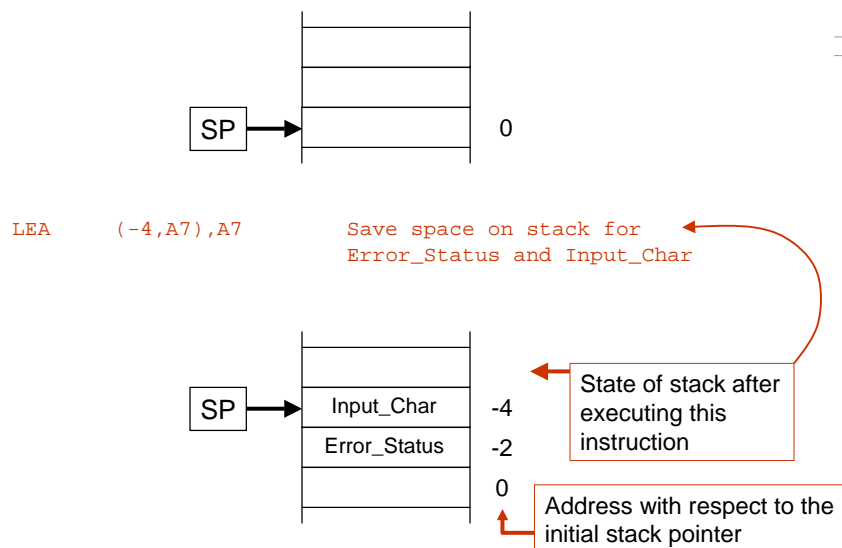 SP
0
LEA (-4,A7),A7 Save space on stack for
Error_Status and Input_Char
SP
Input_Char
-4
Error_Status
-2
0
State of stack after
executing this
instruction
Address with respect to the
initial stack pointer